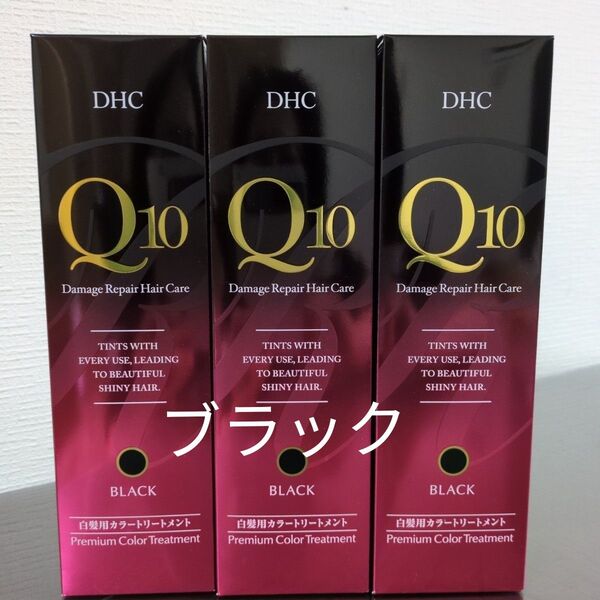 DHC
Q10
Damage Repair Hair Care
TINTS WITH
EVERY USE, LEADING
TO BEAUTIFUL
SHINY HAIR.
BLACK
白髪用カラートリートメント
Premium Color Treatment
DHC
Q10
Damage Repair Hair Care
TINTS WITH
EVERY USE, LEADING
TO BEAUTIFUL
SHINY HAIR.
BLACK
白髪用カラートリートメント
Premium Color Treatment
DHC
Q10
Damage Repair Hair Care
TINTS WITH
EVERY USE, LEADING
TO BEAUTIFUL
SHINY HAIR.
BLACK
白髪用カラートリートメント
Premium Color Treatment
ブラック